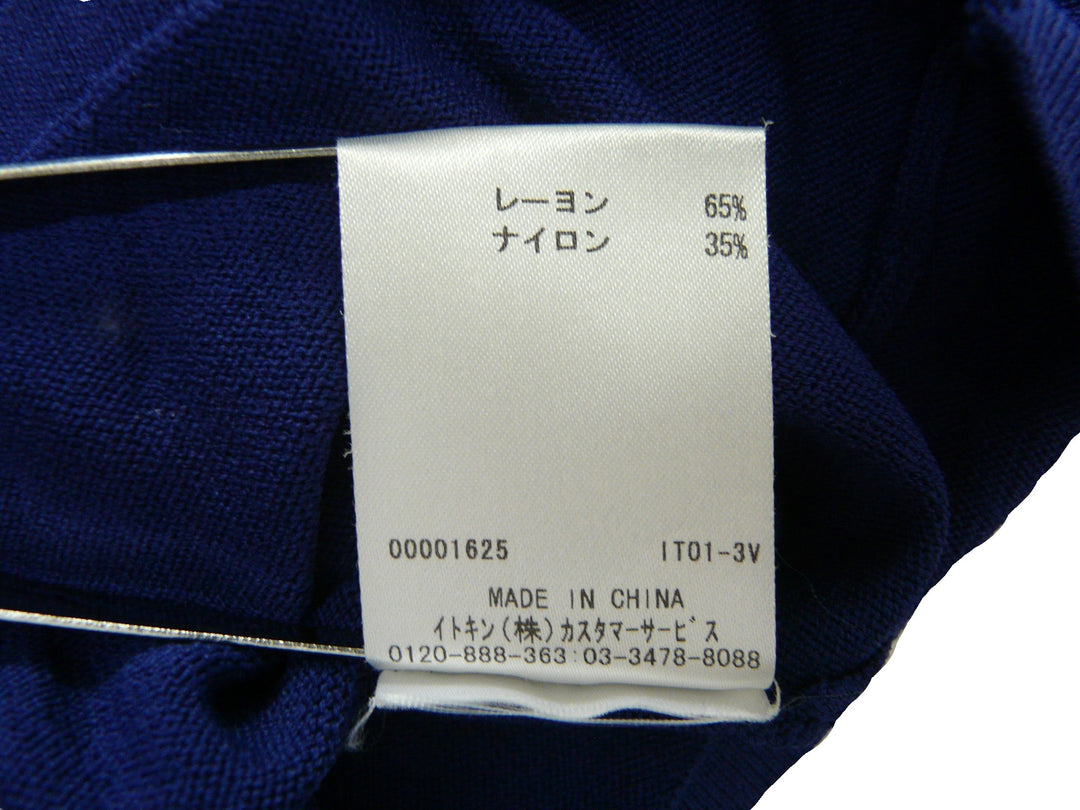 レーヨン 65%
ナイロン 35%
00001625 IT01-3V
MADE IN CHINA
イトキン(株)カスタマーサービス
0120-888-363:03-3478-8088